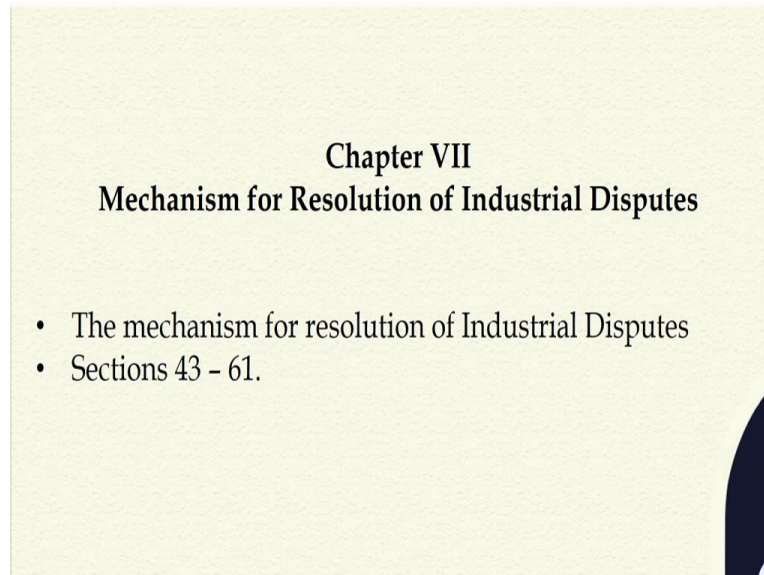 Chapter VII
Mechanism for Resolution of Industrial Disputes
• The mechanism for resolution of Industrial Disputes
• Sections 43 – 61.